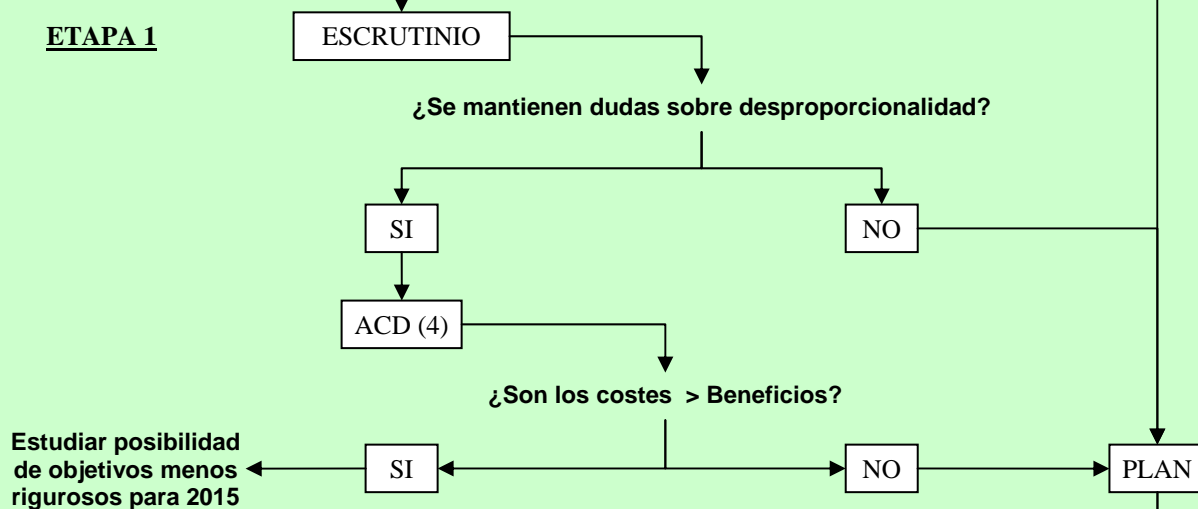 ETAPA 1
ESCRUTINIO
¿Se mantienen dudas sobre desproporcionalidad?
SI
NO
ACD (4)
¿Son los costes > Beneficios?
Estudiar posibilidad
de objetivos menos
rigurosos para 2015
SI
NO
PLAN